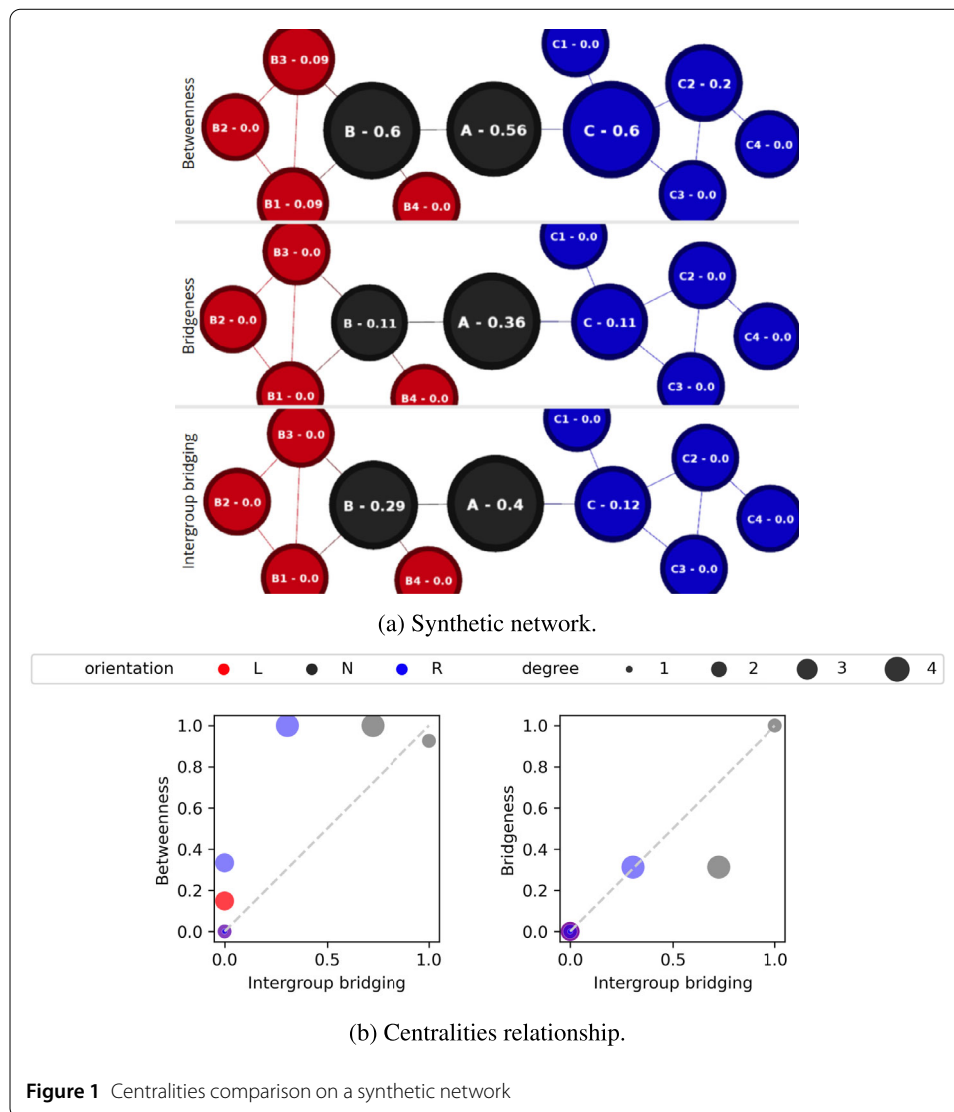 Betweenness
B3 - 0.09
C1 - 0.0
C2 - 0.2
B2 - 0.0
B - 0.6
A - 0.56
C - 0.6
C4 - 0.0
B1 - 0.09
B4 - 0.0
C3 - 0.0
Bridgeness
B3 - 0.0
C1 - 0.0
C2 - 0.0
B2 - 0.0
B - 0.11
A - 0.36
C - 0.11
C4 - 0.0
B1 - 0.0
B4 - 0.0
C3 - 0.0
Intergroup bridging
B3 - 0.0
C1 - 0.0
C2 - 0.0
B2 - 0.0
B - 0.29
A - 0.4
C - 0.12
C4 - 0.0
B1 - 0.0
B4 - 0.0
C3 - 0.0
(a) Synthetic network.
orientation L N R degree 1 2 3 4
Betweenness
1.0
0.8
0.6
0.4
0.2
0.0
0.0 0.5 1.0
Intergroup bridging
Bridgeness
1.0
0.8
0.6
0.4
0.2
0.0
0.0 0.5 1.0
Intergroup bridging
(b) Centralities relationship.
Figure 1 Centralities comparison on a synthetic network